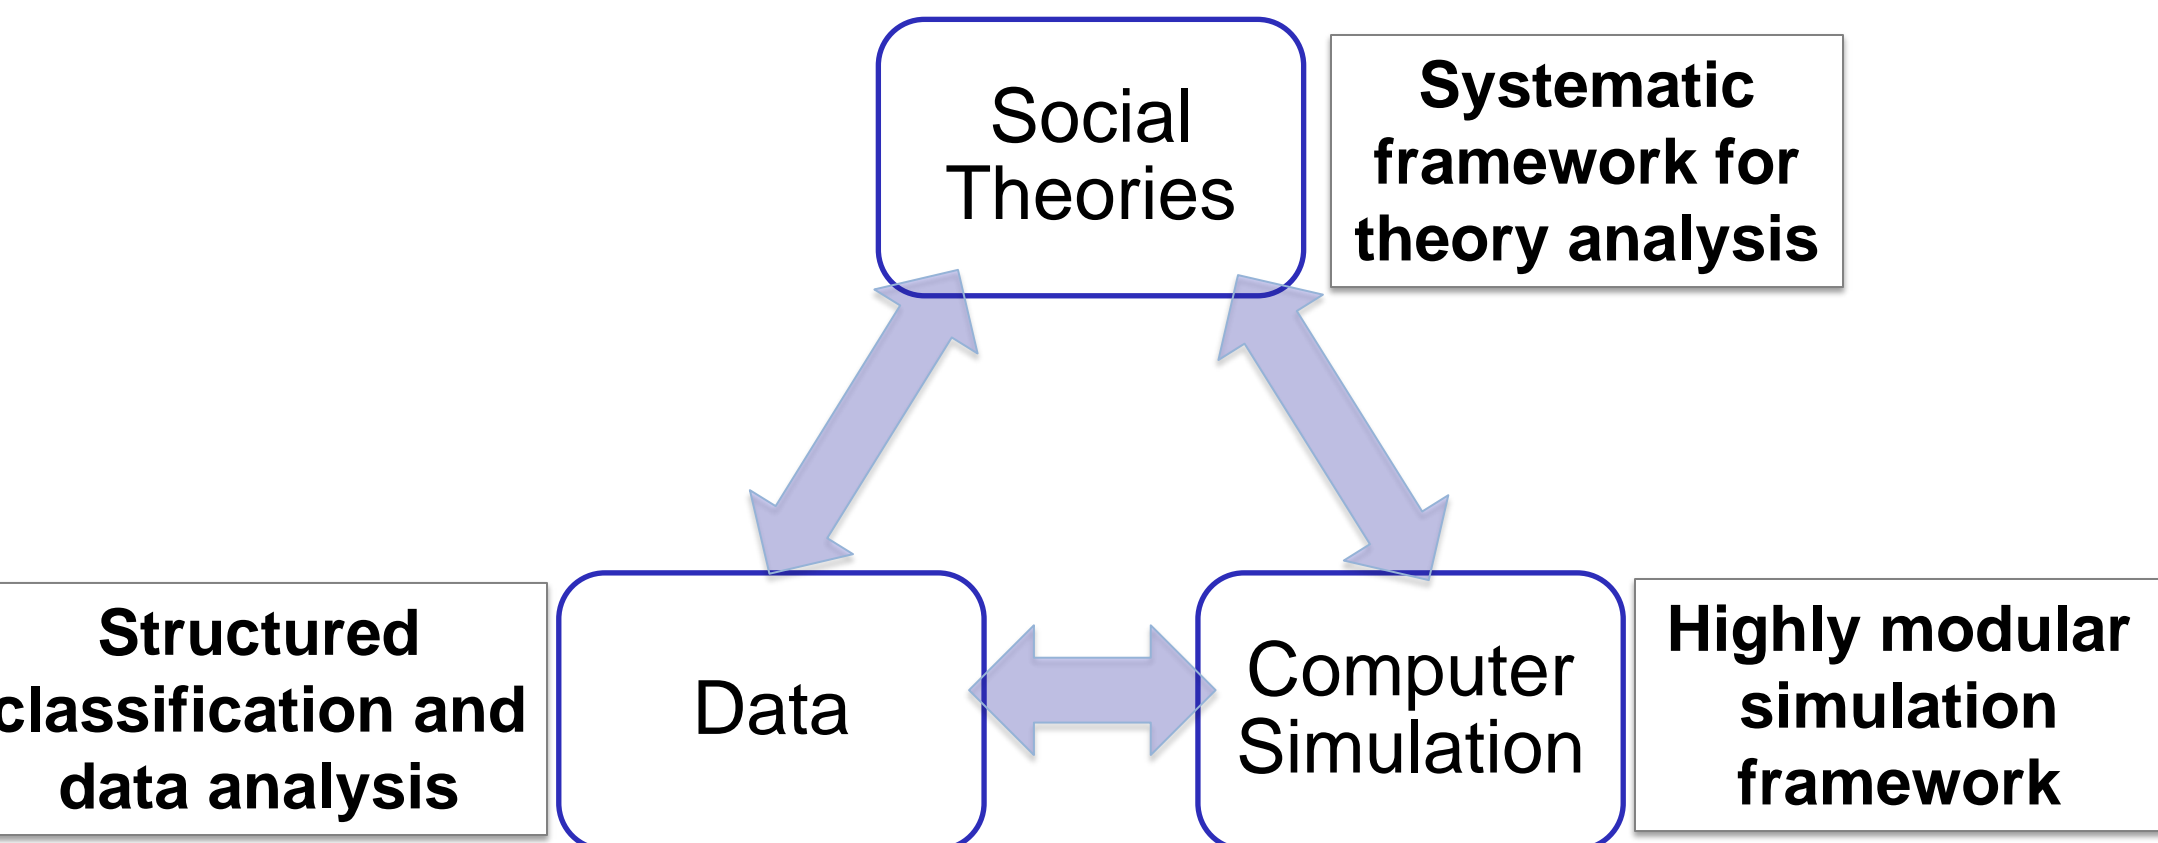 Social
Theories
Systematic
framework for
theory analysis
Structured
classification and
data analysis
Data
Computer
Simulation
Highly modular
simulation
framework